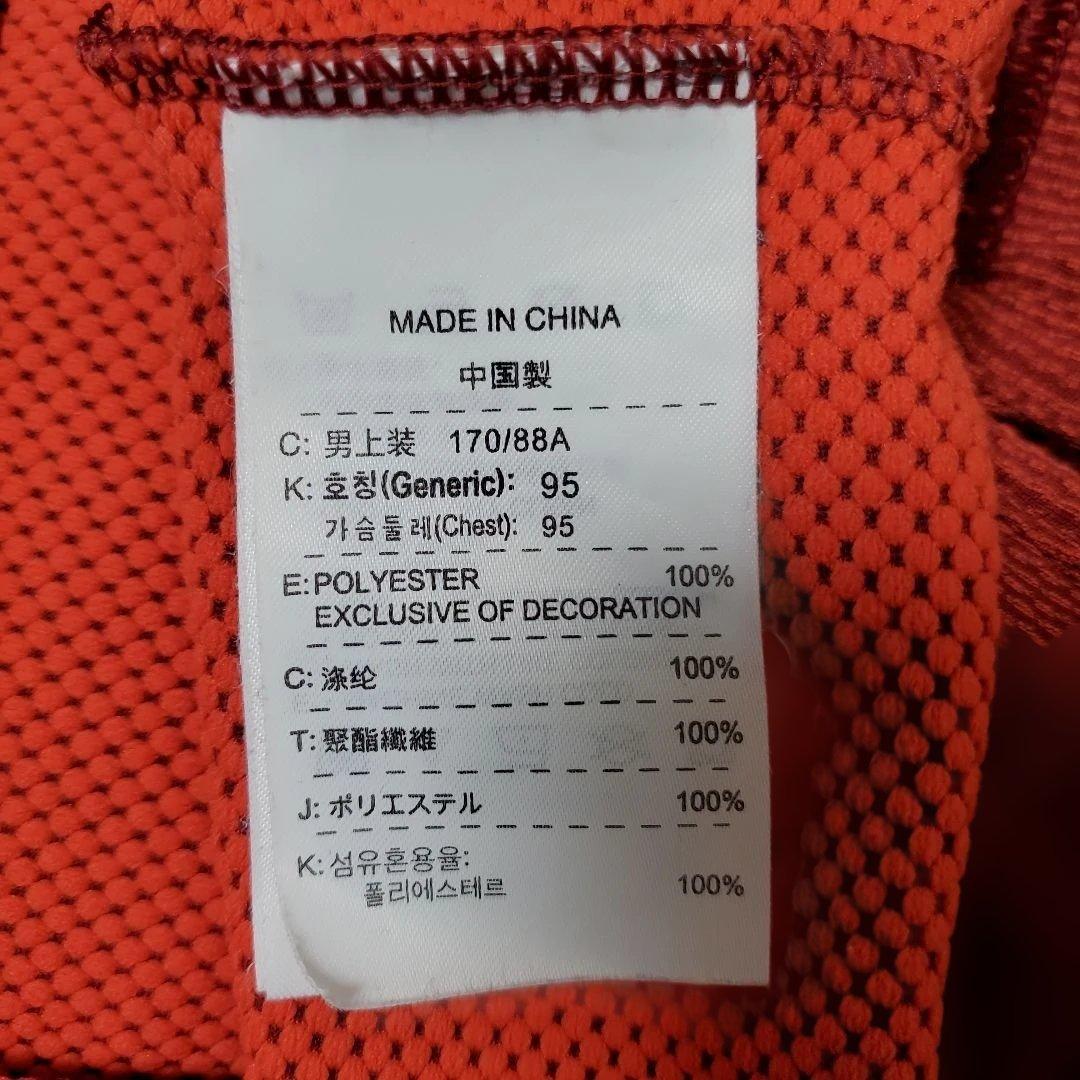 MADE IN CHINA
中国製
C: 男上装 170/88A
K: 호칭(Generic): 95
가슴둘레(Chest): 95
E:POLYESTER 100%
EXCLUSIVE OF DECORATION
C: 涤纶 100%
T: 聚酯纖維 100%
J: ポリエステル 100%
K: 섬유혼용율:
폴리에스테르 100%